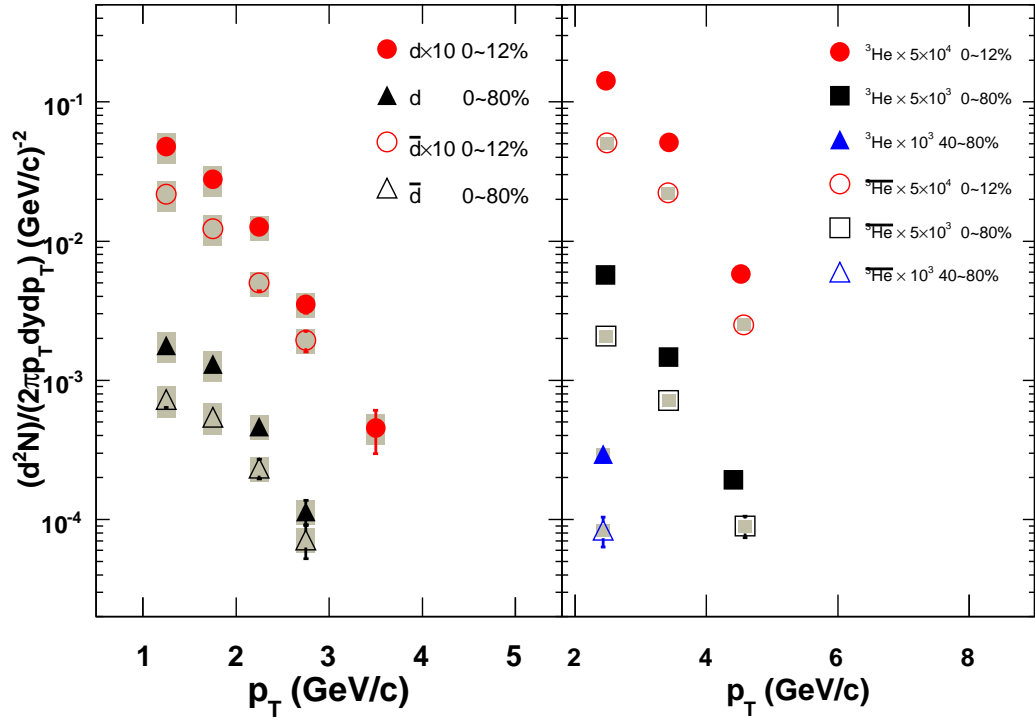 (d²N)/(2πp_T dydp_T) (GeV/c)⁻²
10⁻¹
10⁻²
10⁻³
10⁻⁴
d×10 0~12%
d 0~80%
d̅×10 0~12%
d̅ 0~80%
1 2 3 4 5
p_T (GeV/c)
³He × 5×10⁴ 0~12%
³He × 5×10³ 0~80%
³He × 10³ 40~80%
³H̅e̅ × 5×10⁴ 0~12%
³H̅e̅ × 5×10³ 0~80%
³H̅e̅ × 10³ 40~80%
2 4 6 8
p_T (GeV/c)